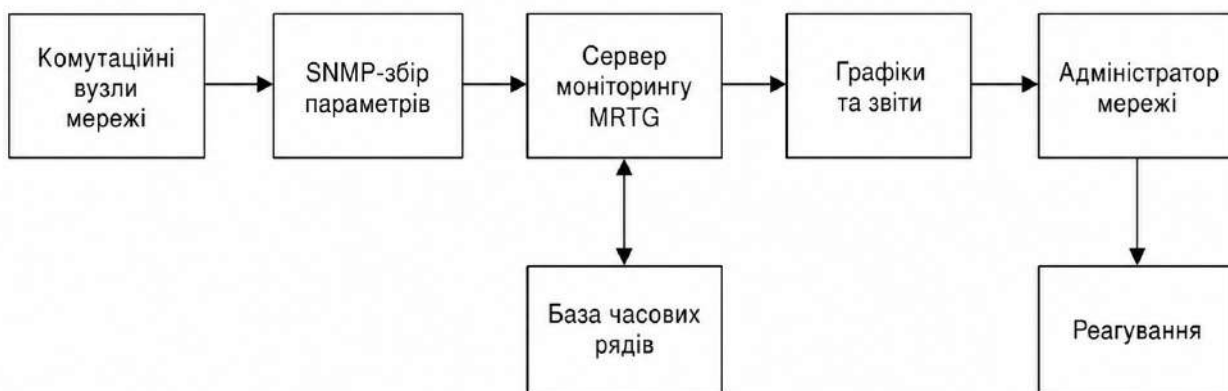 Комутаційні
вузли
мережі
SNMP-збір
параметрів
Сервер
моніторингу
MRTG
Графіки
та звіти
Адміністратор
мережі
База часових
рядів
Реагування